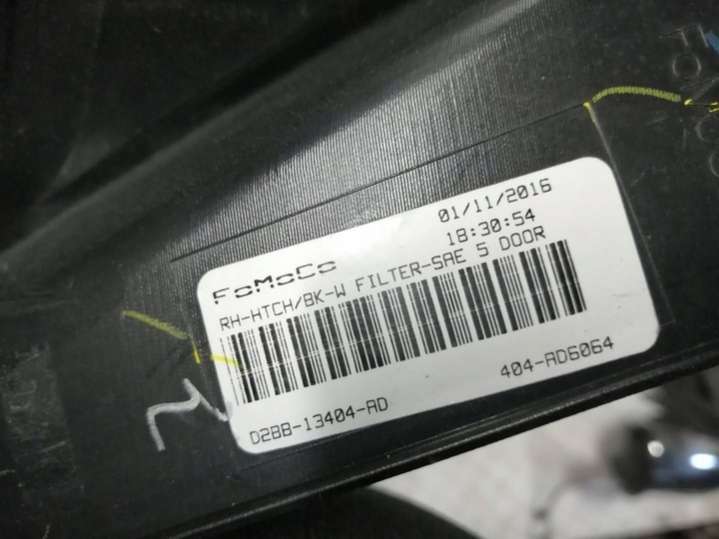 FoMoCo
01/11/2016
18:30:54
RH-HTCH/BK-W FILTER-SAE 5 DOOR
404-AD6064
D2BB-13404-AD